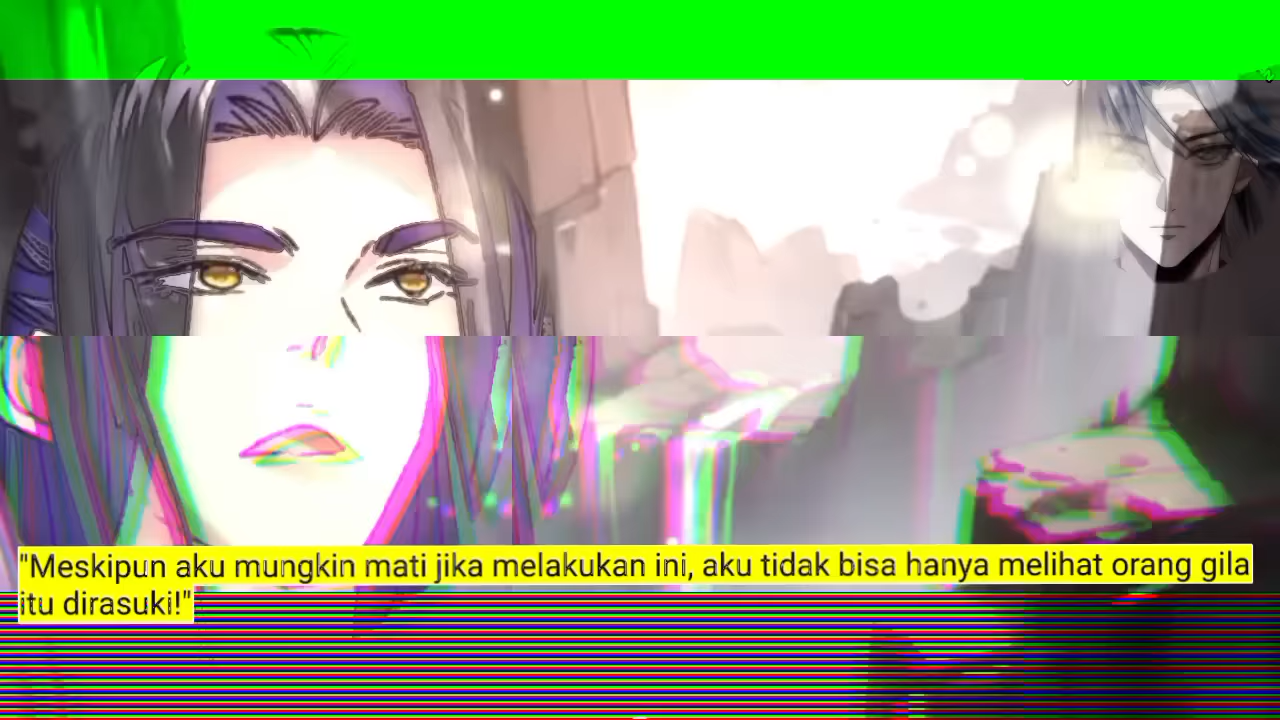 "Meskipun aku mungkin mati jika melakukan ini, aku tidak bisa hanya melihat orang gila
itu dirasuki!"